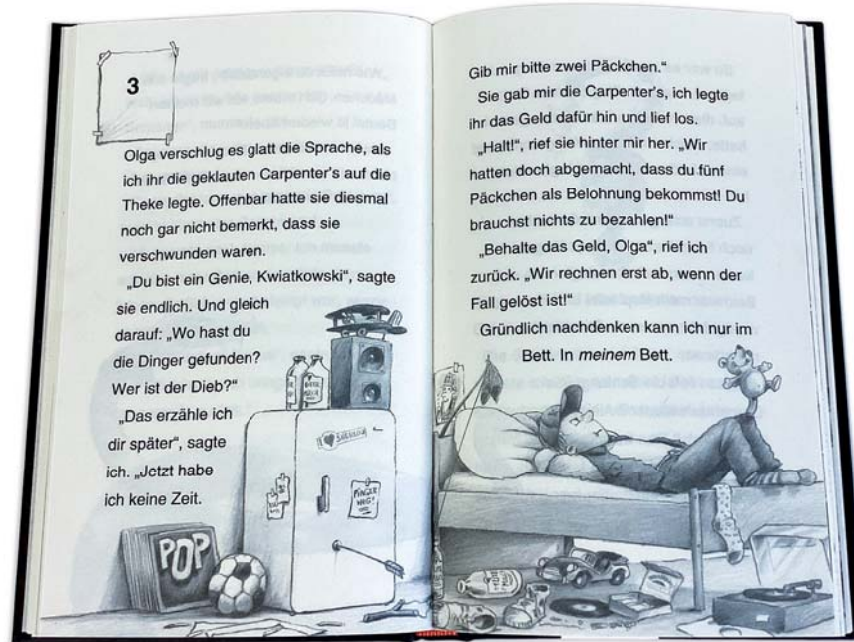 3
Olga verschlug es glatt die Sprache, als
ich ihr die geklauten Carpenter's auf die
Theke legte. Offenbar hatte sie diesmal
noch gar nicht bemerkt, dass sie
verschwunden waren.
„Du bist ein Genie, Kwiatkowski“, sagte
sie endlich. Und gleich
darauf: „Wo hast du
die Dinger gefunden?
Wer ist der Dieb?“
„Das erzähle ich
dir später“, sagte
ich. „Jetzt habe
ich keine Zeit.
POP
FINGER
WEG!
Gib mir bitte zwei Päckchen.“
Sie gab mir die Carpenter's, ich legte
ihr das Geld dafür hin und lief los.
„Halt!“, rief sie hinter mir her. „Wir
hatten doch abgemacht, dass du fünf
Päckchen als Belohnung bekommst! Du
brauchst nichts zu bezahlen!“
„Behalte das Geld, Olga“, rief ich
zurück. „Wir rechnen erst ab, wenn der
Fall gelöst ist!“
Gründlich nachdenken kann ich nur im
Bett. In meinem Bett.